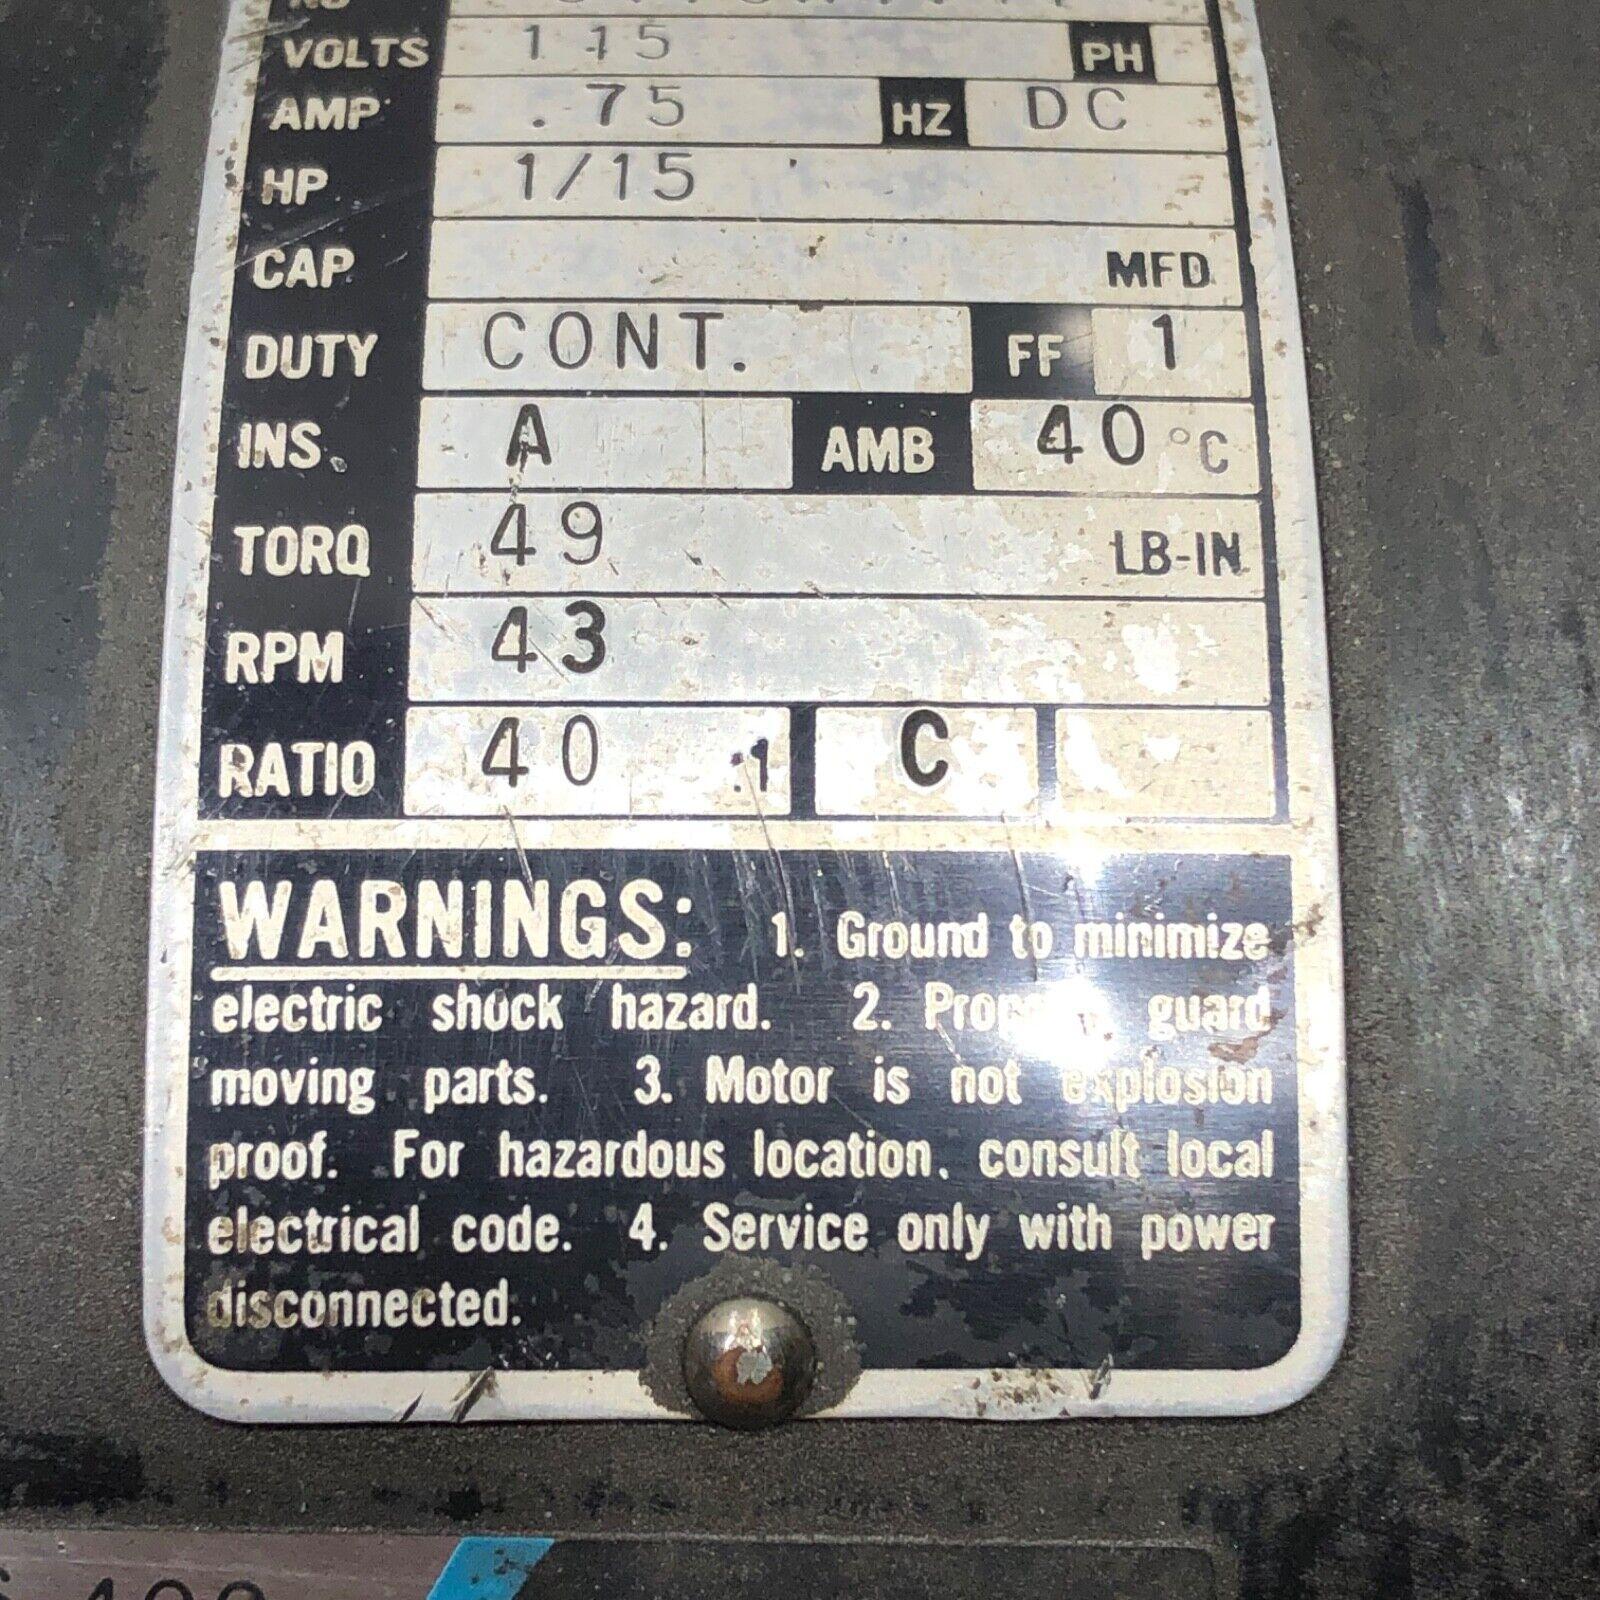 VOLTS 115 PH
AMP .75 HZ DC
HP 1/15
CAP MFD
DUTY CONT. FF 1
INS. A AMB 40 °C
TORQ 49 LB-IN
RPM 43
RATIO 40 :1 C
WARNINGS: 1. Ground to minimize
electric shock hazard. 2. guard
moving parts. 3. Motor is not explosion
proof. For hazardous location, consult local
electrical code. 4. Service only with power
disconnected.